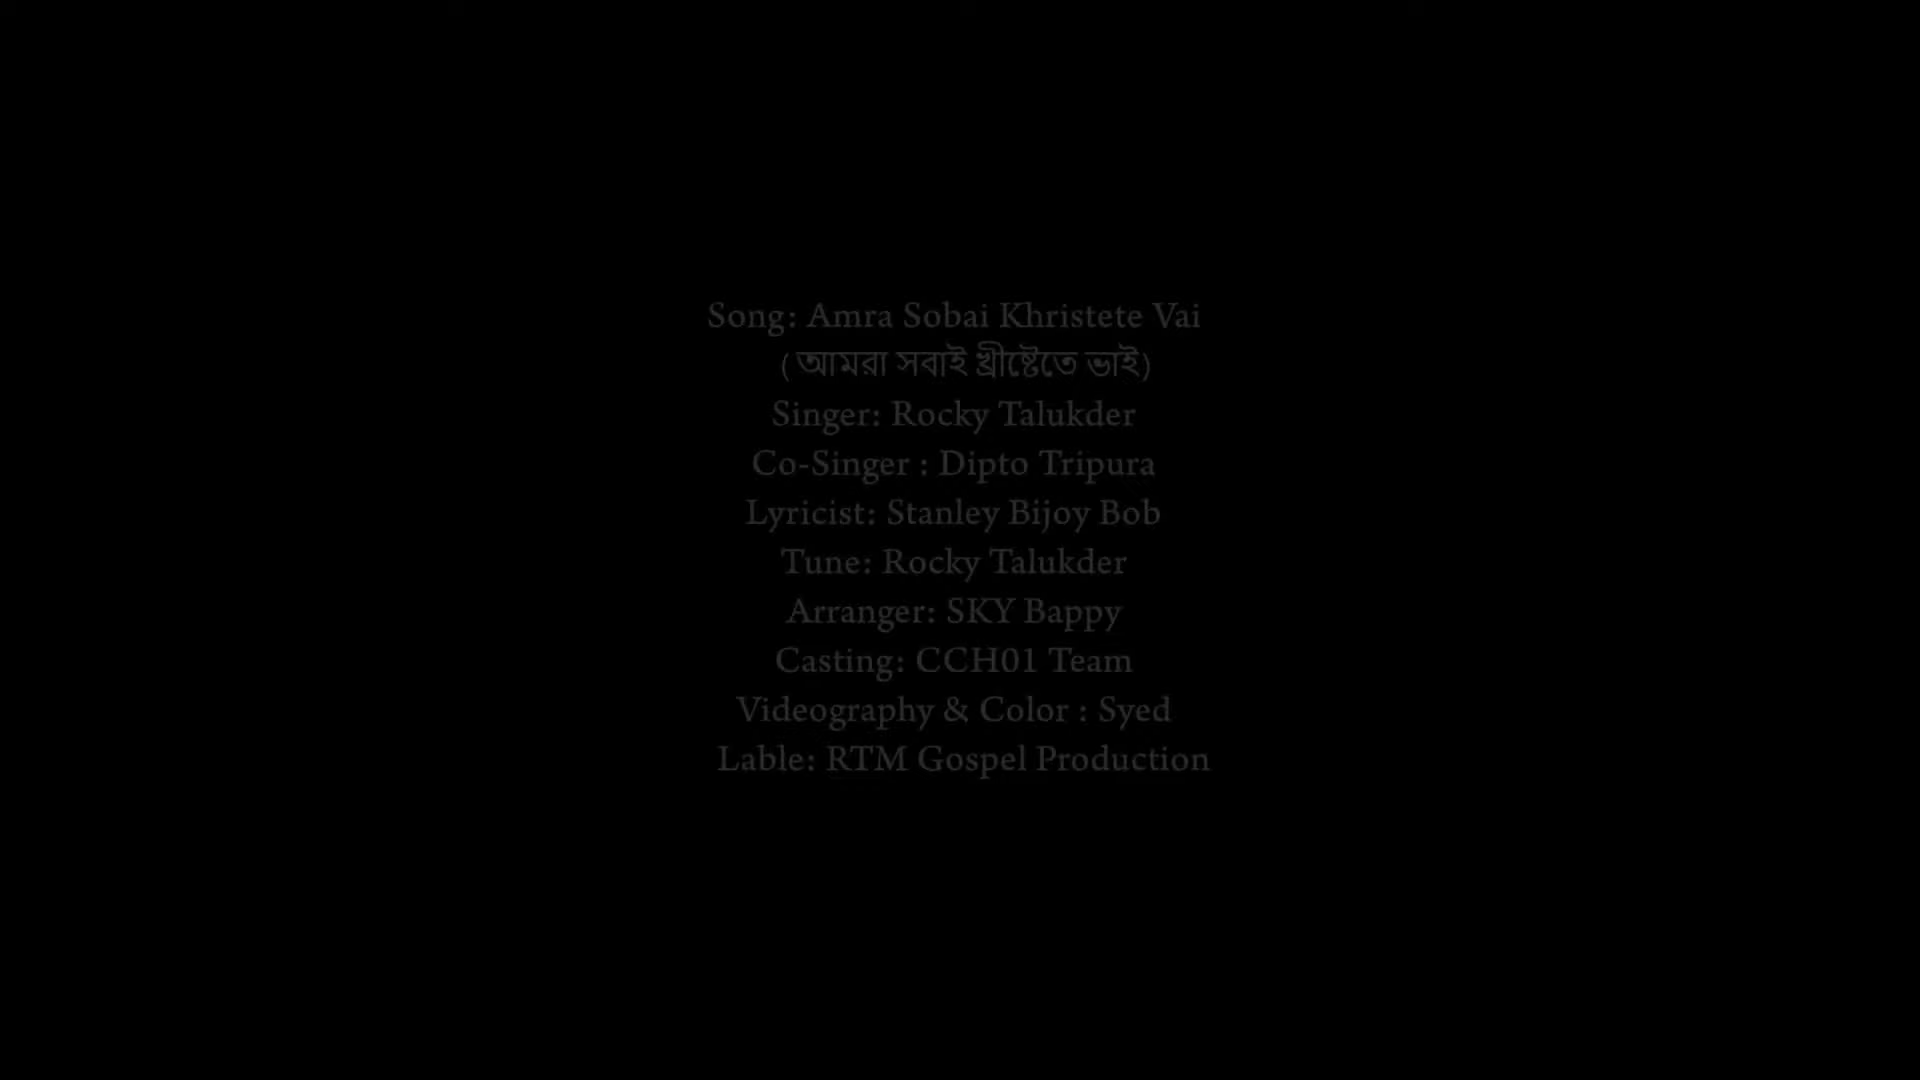 Song: Amra Sobai Khristete Vai
(আমরা সবাই খ্রীষ্টেতে ভাই)
Singer: Rocky Talukder
Co-Singer : Dipto Tripura
Lyricist: Stanley Bijoy Bob
Tune: Rocky Talukder
Arranger: SKY Bappy
Casting: CCH01 Team
Videography & Color : Syed
Lable: RTM Gospel Production